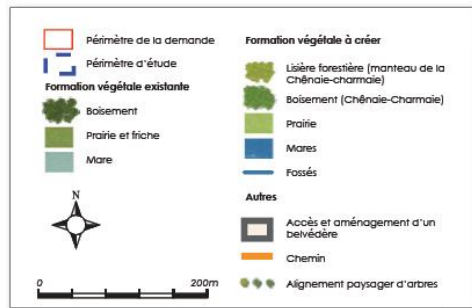 Périmètre de la demande
Périmètre d'étude
Formation végétale existante
Boisement
Prairie et friche
Mare
N
0 200m
Formation végétale à créer
Lisière forestière (manteau de la
Chênaie-charmaie)
Boisement (Chênaie-Charmaie)
Prairie
Mares
Fossés
Autres
Accès et aménagement d'un
belvédère
Chemin
Alignement paysager d'arbres